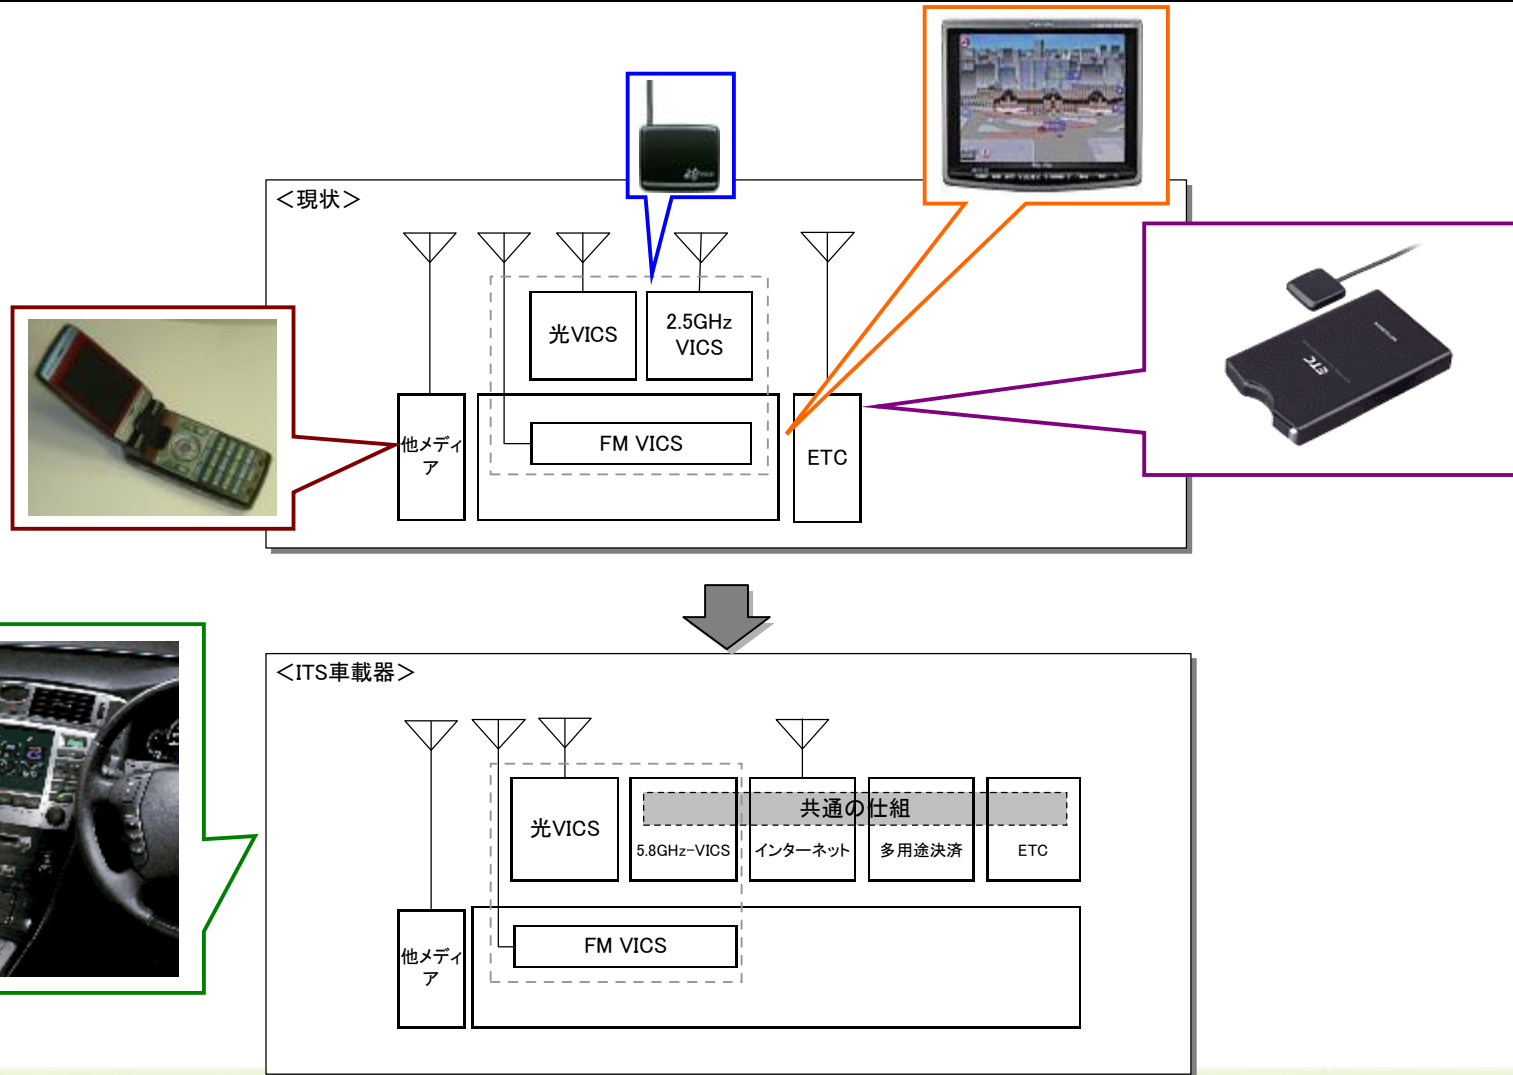 ＜現状＞
光VICS
2.5GHz
VICS
他メディ
ア
FM VICS
ETC
ETC
＜ITS車載器＞
共通の仕組
光VICS
5.8GHz-VICS
インターネット
多用途決済
ETC
他メディ
ア
FM VICS